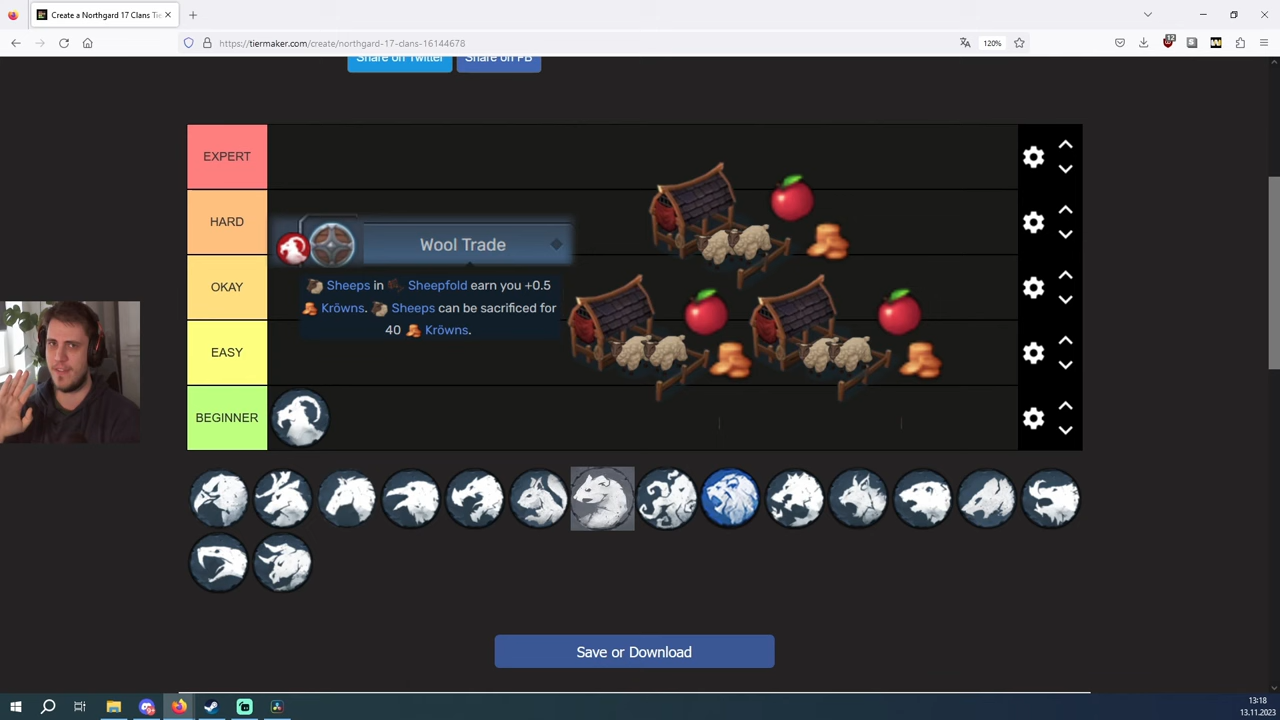 Create a Northgard 17 Clans Tie
https://tiermaker.com/create/northgard-17-clans-16144678
120%
12
Share on Twitter
Share on FB
EXPERT
HARD
Wool Trade
Sheeps in Sheepfold earn you +0.5
Kröwns. Sheeps can be sacrificed for
40 Kröwns.
OKAY
EASY
BEGINNER
Save or Download
13:18
13.11.2023